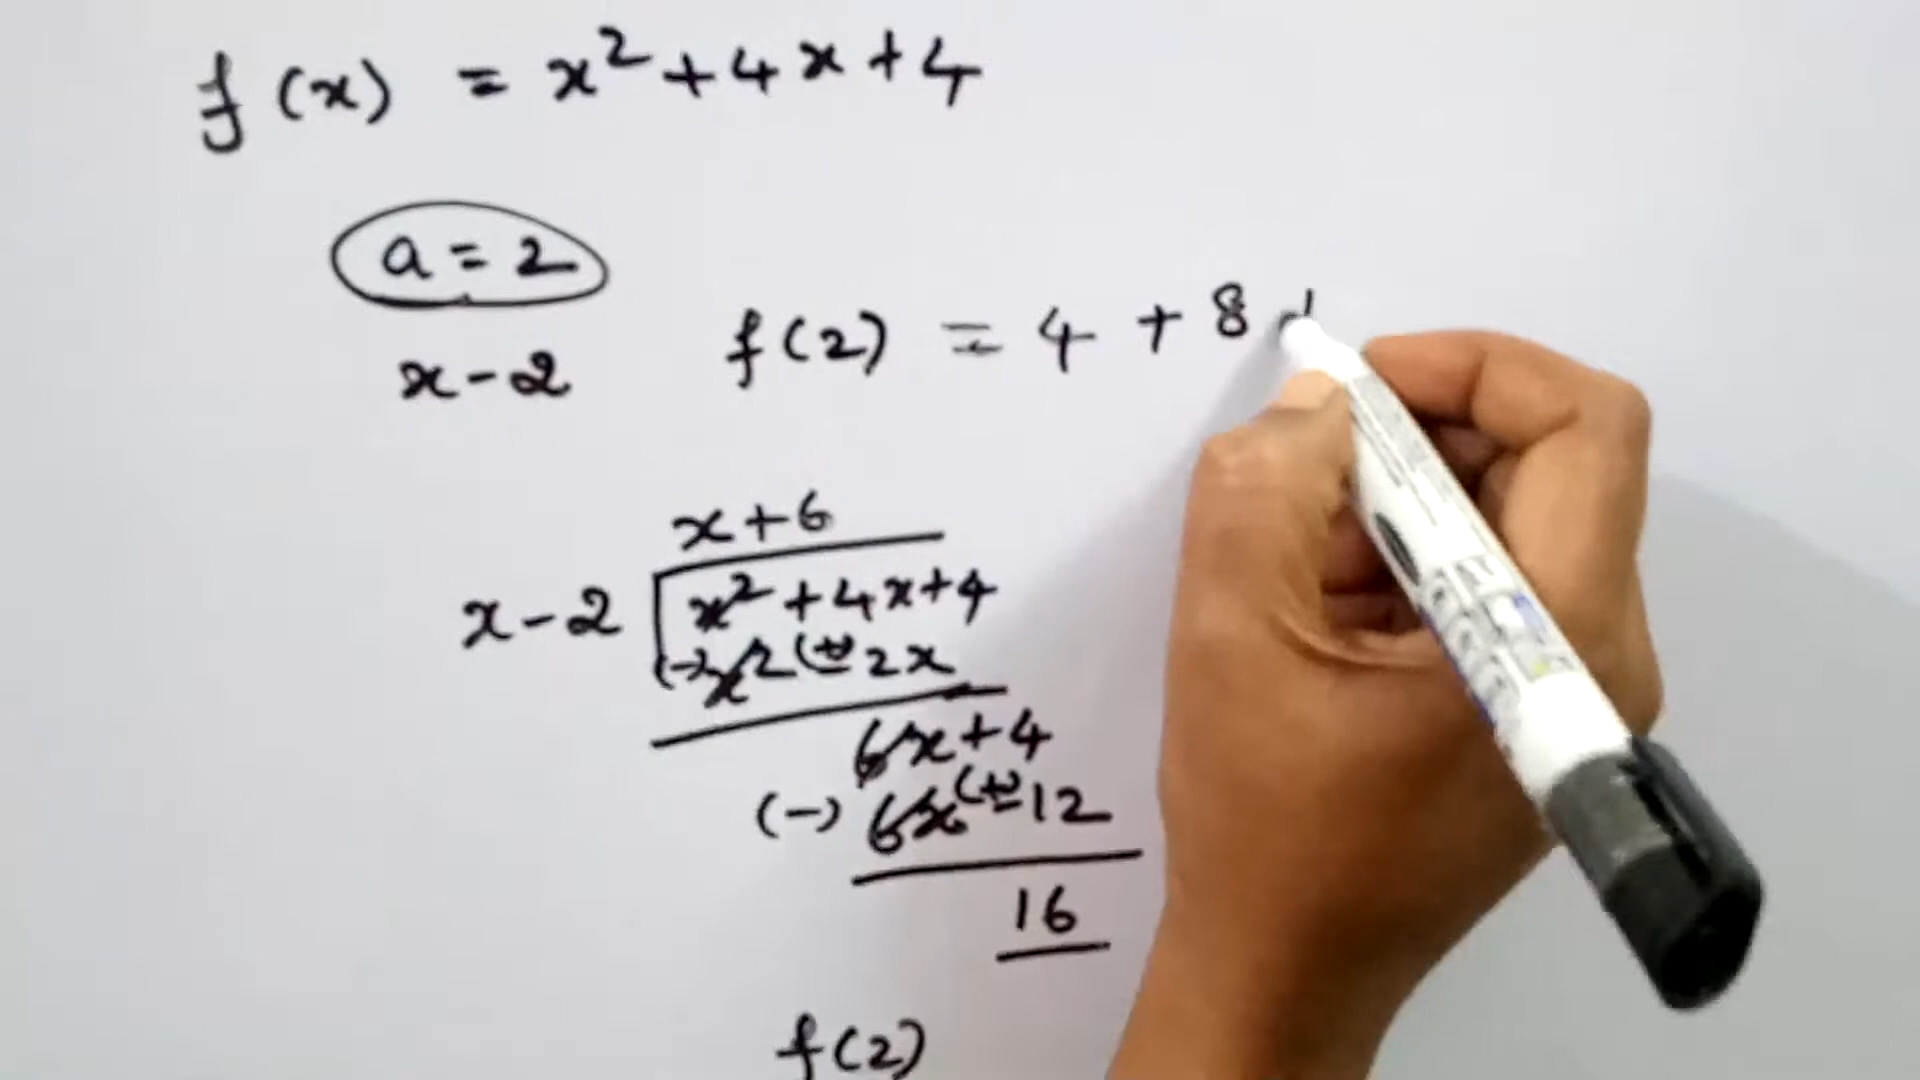 f(x) = x² + 4x + 4
a = 2
x - 2
f(2) = 4 + 8 +
x + 6
x - 2 x² + 4x + 4
(-) x² (+) - 2x
6x + 4
(-) 6x (+) - 12
16
f(2)